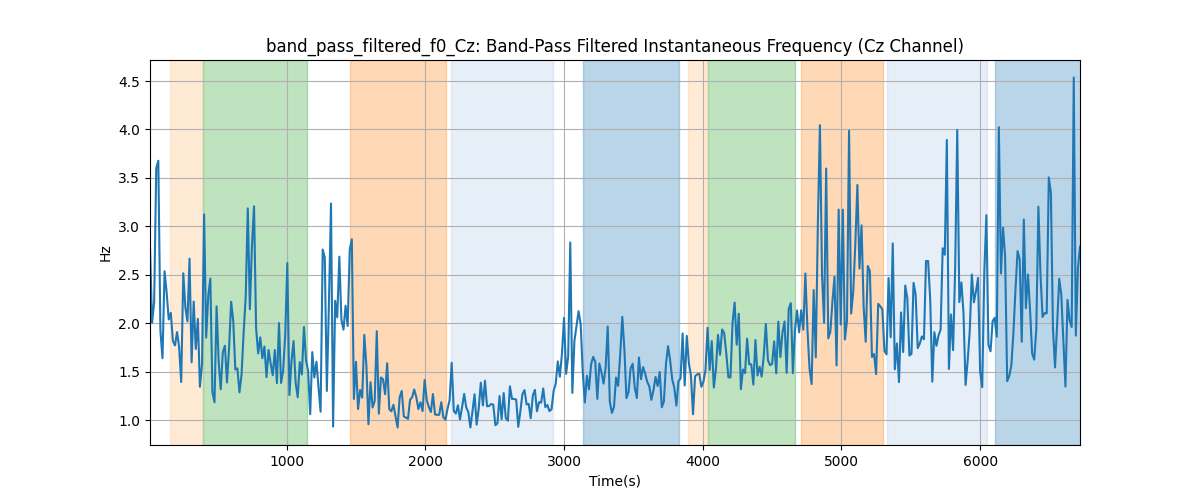 band_pass_filtered_f0_Cz: Band-Pass Filtered Instantaneous Frequency (Cz Channel)
4.5
4.0
3.5
3.0
2.5
2.0
1.5
1.0
Hz
1000 2000 3000 4000 5000 6000
Time(s)